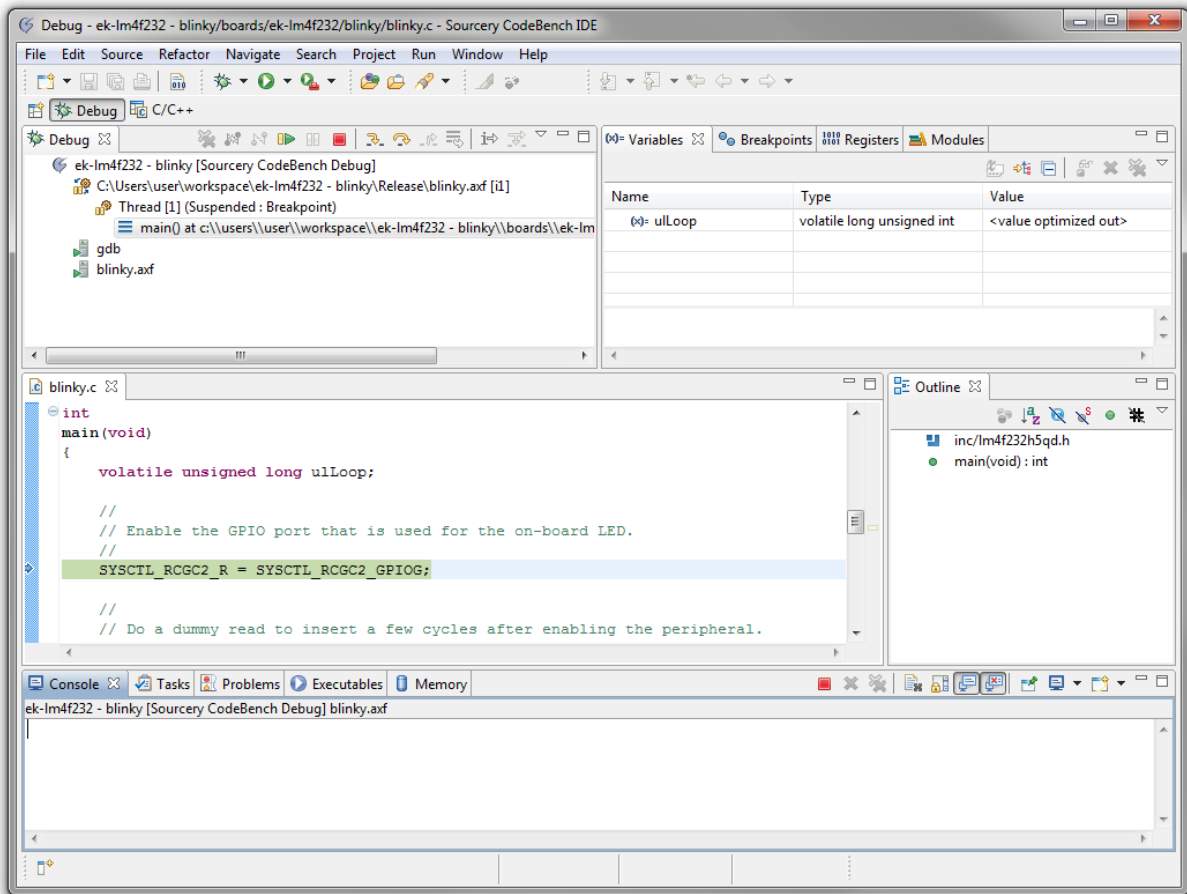 Debug - ek-lm4f232 - blinky/boards/ek-lm4f232/blinky/blinky.c - Sourcery CodeBench IDE
File Edit Source Refactor Navigate Search Project Run Window Help
Debug C/C++
Debug
ek-lm4f232 - blinky [Sourcery CodeBench Debug]
C:\Users\user\workspace\ek-lm4f232 - blinky\Release\blinky.axf [i1]
Thread [1] (Suspended : Breakpoint)
main() at c:\\users\\user\\workspace\\ek-lm4f232 - blinky\\boards\\ek-lm
gdb
blinky.axf
(x)= Variables Breakpoints 1010 0101 Registers Modules
Name Type Value
(x)= ulLoop volatile long unsigned int <value optimized out>
blinky.c
int
main(void)
{
volatile unsigned long ulLoop;
//
// Enable the GPIO port that is used for the on-board LED.
//
SYSCTL_RCGC2_R = SYSCTL_RCGC2_GPIOG;
//
// Do a dummy read to insert a few cycles after enabling the peripheral.
Outline
inc/lm4f232h5qd.h
main(void) : int
Console Tasks Problems Executables Memory
ek-lm4f232 - blinky [Sourcery CodeBench Debug] blinky.axf